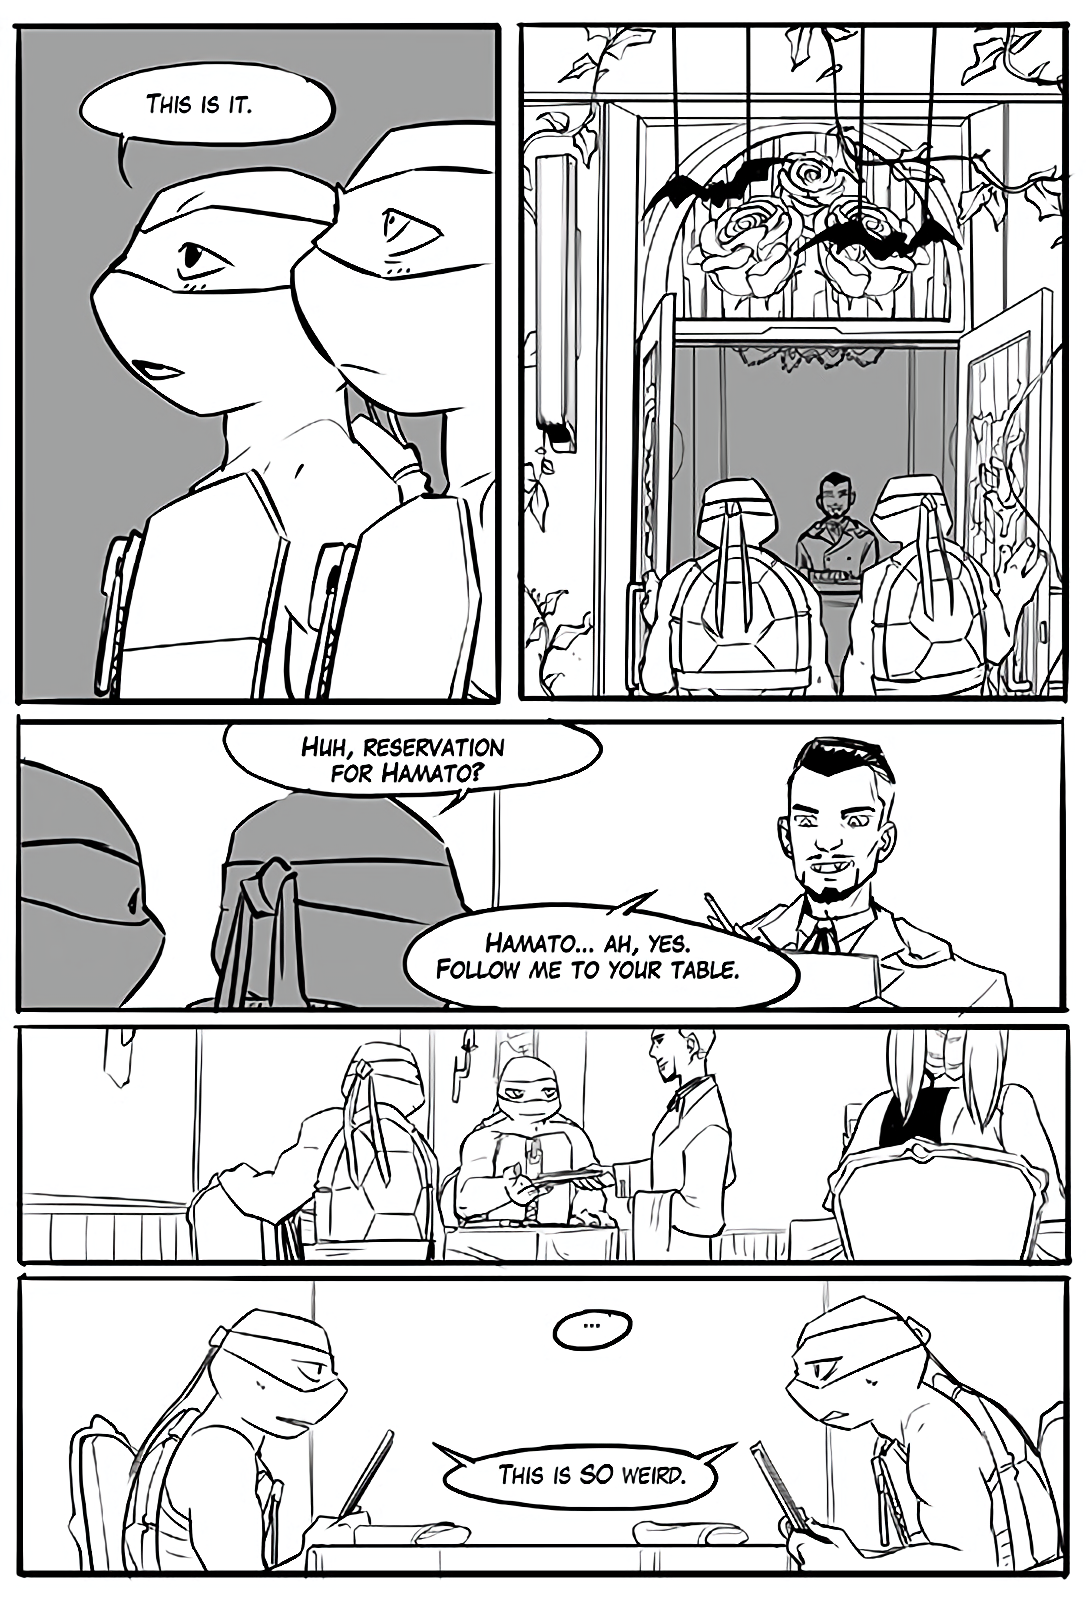 THIS IS IT.
HUH, RESERVATION
FOR HAMATO?
HAMATO... AH, YES.
FOLLOW ME TO YOUR TABLE.
...
THIS IS SO WEIRD.